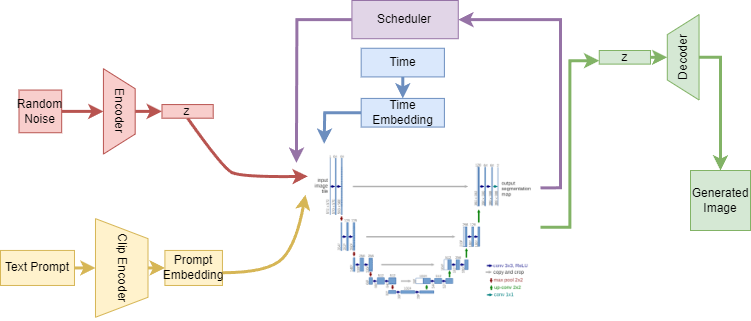 Scheduler
Time
Time
Embedding
Random
Noise
Encoder
z
z
Decoder
Generated
Image
Text Prompt
Clip Encoder
Prompt
Embedding
input
image
tile
output
segmentation
map
conv 3x3, ReLU
copy and crop
max pool 2x2
up-conv 2x2
conv 1x1